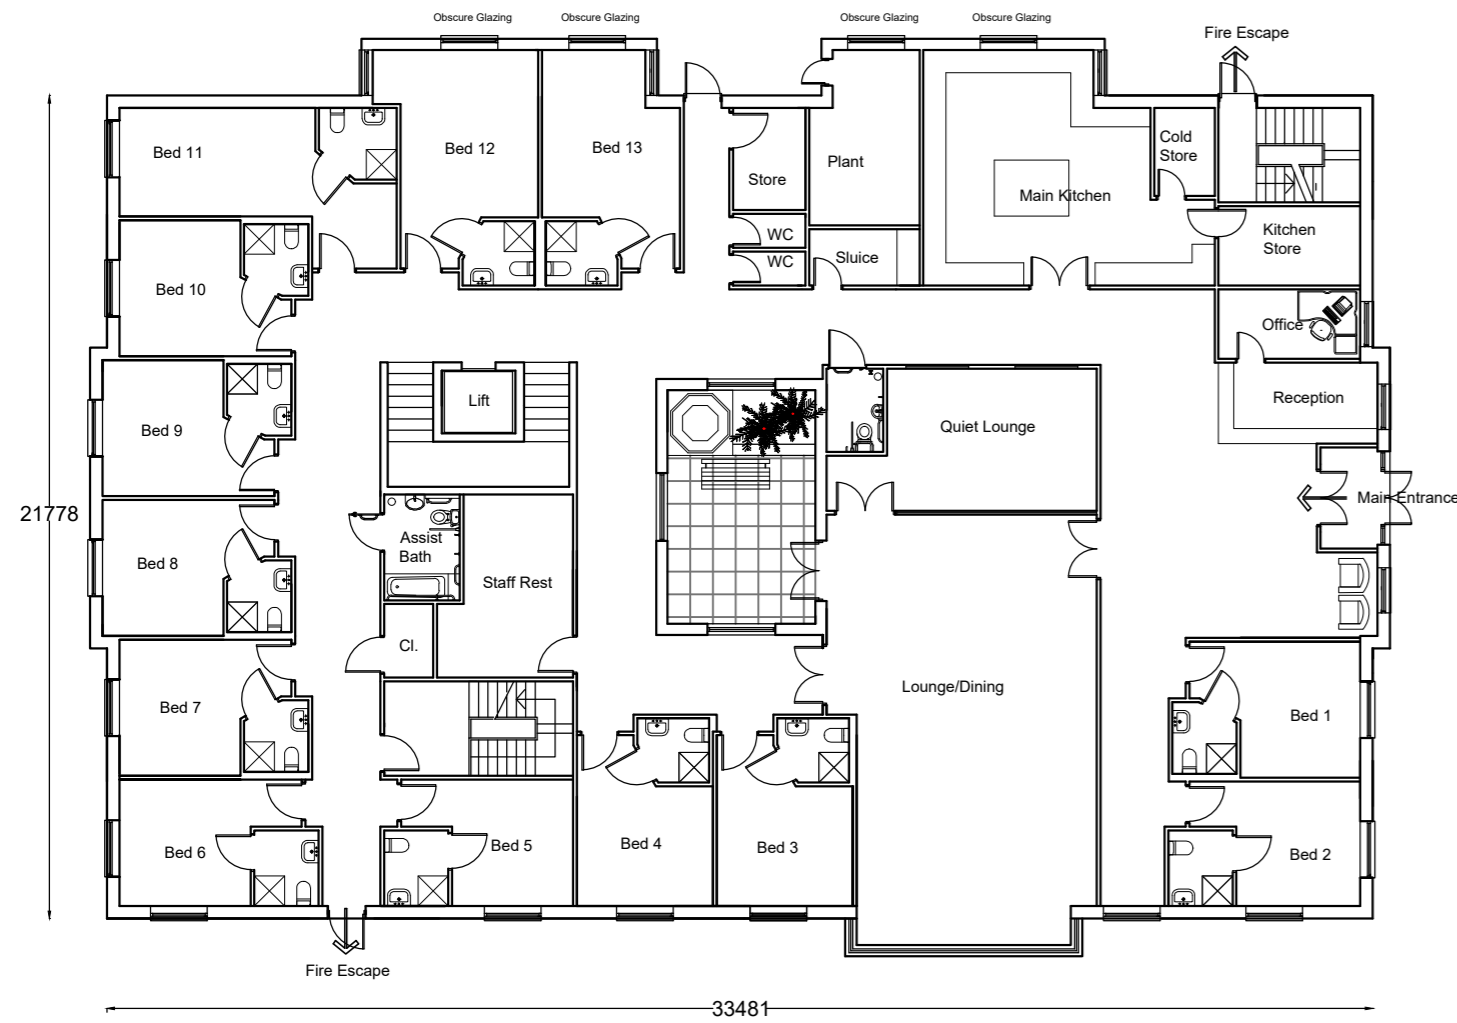 Obscure Glazing
Obscure Glazing
Obscure Glazing
Obscure Glazing
Fire Escape
Bed 11
Bed 12
Bed 13
Store
Plant
Main Kitchen
Cold
Store
WC
WC
Sluice
Kitchen
Store
Bed 10
Office
Lift
Reception
Bed 9
Quiet Lounge
Main Entrance
21778
Assist
Bath
Bed 8
Staff Rest
Cl.
Lounge/Dining
Bed 7
Bed 1
Bed 6
Bed 5
Bed 4
Bed 3
Bed 2
Fire Escape
33481